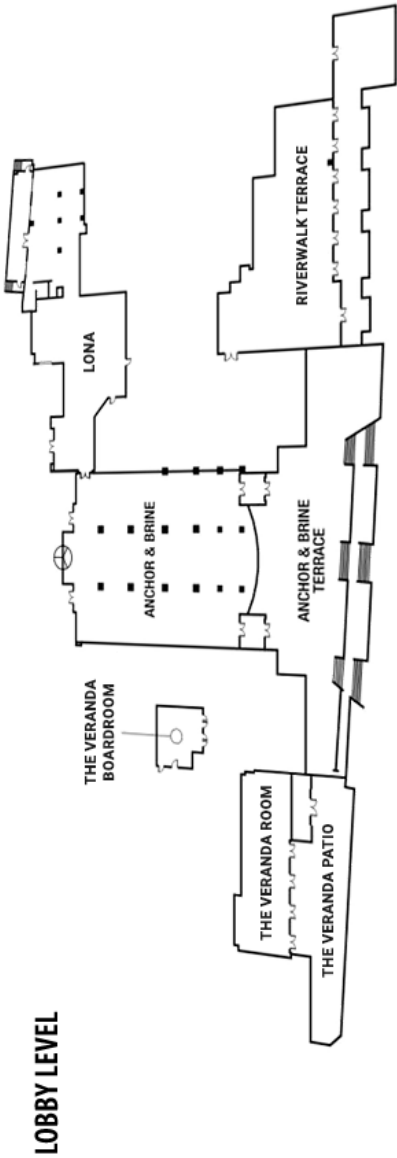 LOBBY LEVEL
THE VERANDA
BOARDROOM
THE VERANDA ROOM
THE VERANDA PATIO
ANCHOR & BRINE
ANCHOR & BRINE
TERRACE
LONA
RIVERWALK TERRACE